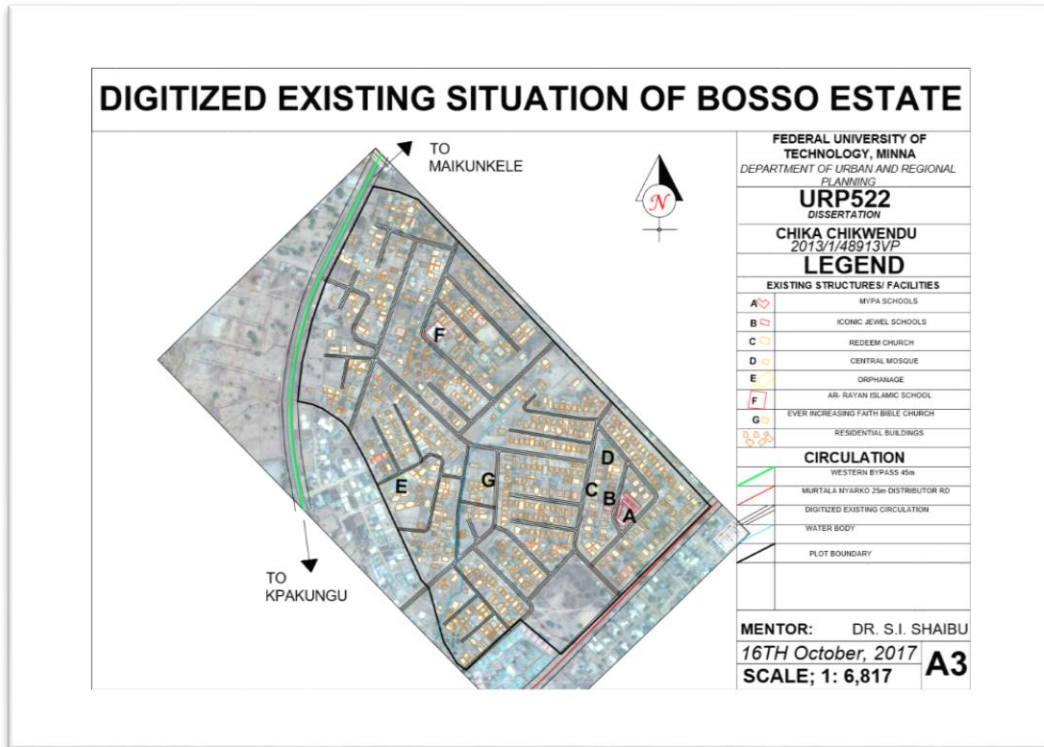 DIGITIZED EXISTING SITUATION OF BOSSO ESTATE
TO
MAIKUNKELE
N
F
D
E
G
C
B
A
TO
KPAKUNGU
FEDERAL UNIVERSITY OF
TECHNOLOGY, MINNA
DEPARTMENT OF URBAN AND REGIONAL
PLANNING
URP522
DISSERTATION
CHIKA CHIKWENDU
2013/1/48913VP
LEGEND
EXISTING STRUCTURES/ FACILITIES
A MYPA SCHOOLS
B ICONIC JEWEL SCHOOLS
C REDEEM CHURCH
D CENTRAL MOSQUE
E ORPHANAGE
F AR- RAYAN ISLAMIC SCHOOL
G EVER INCREASING FAITH BIBLE CHURCH
RESIDENTIAL BUILDINGS
CIRCULATION
WESTERN BYPASS 45m
MURTALA NYARKO 25m DISTRIBUTOR RD
DIGITIZED EXISTING CIRCULATION
WATER BODY
PLOT BOUNDARY
MENTOR: DR. S.I. SHAIBU
16TH October, 2017
A3
SCALE; 1: 6,817